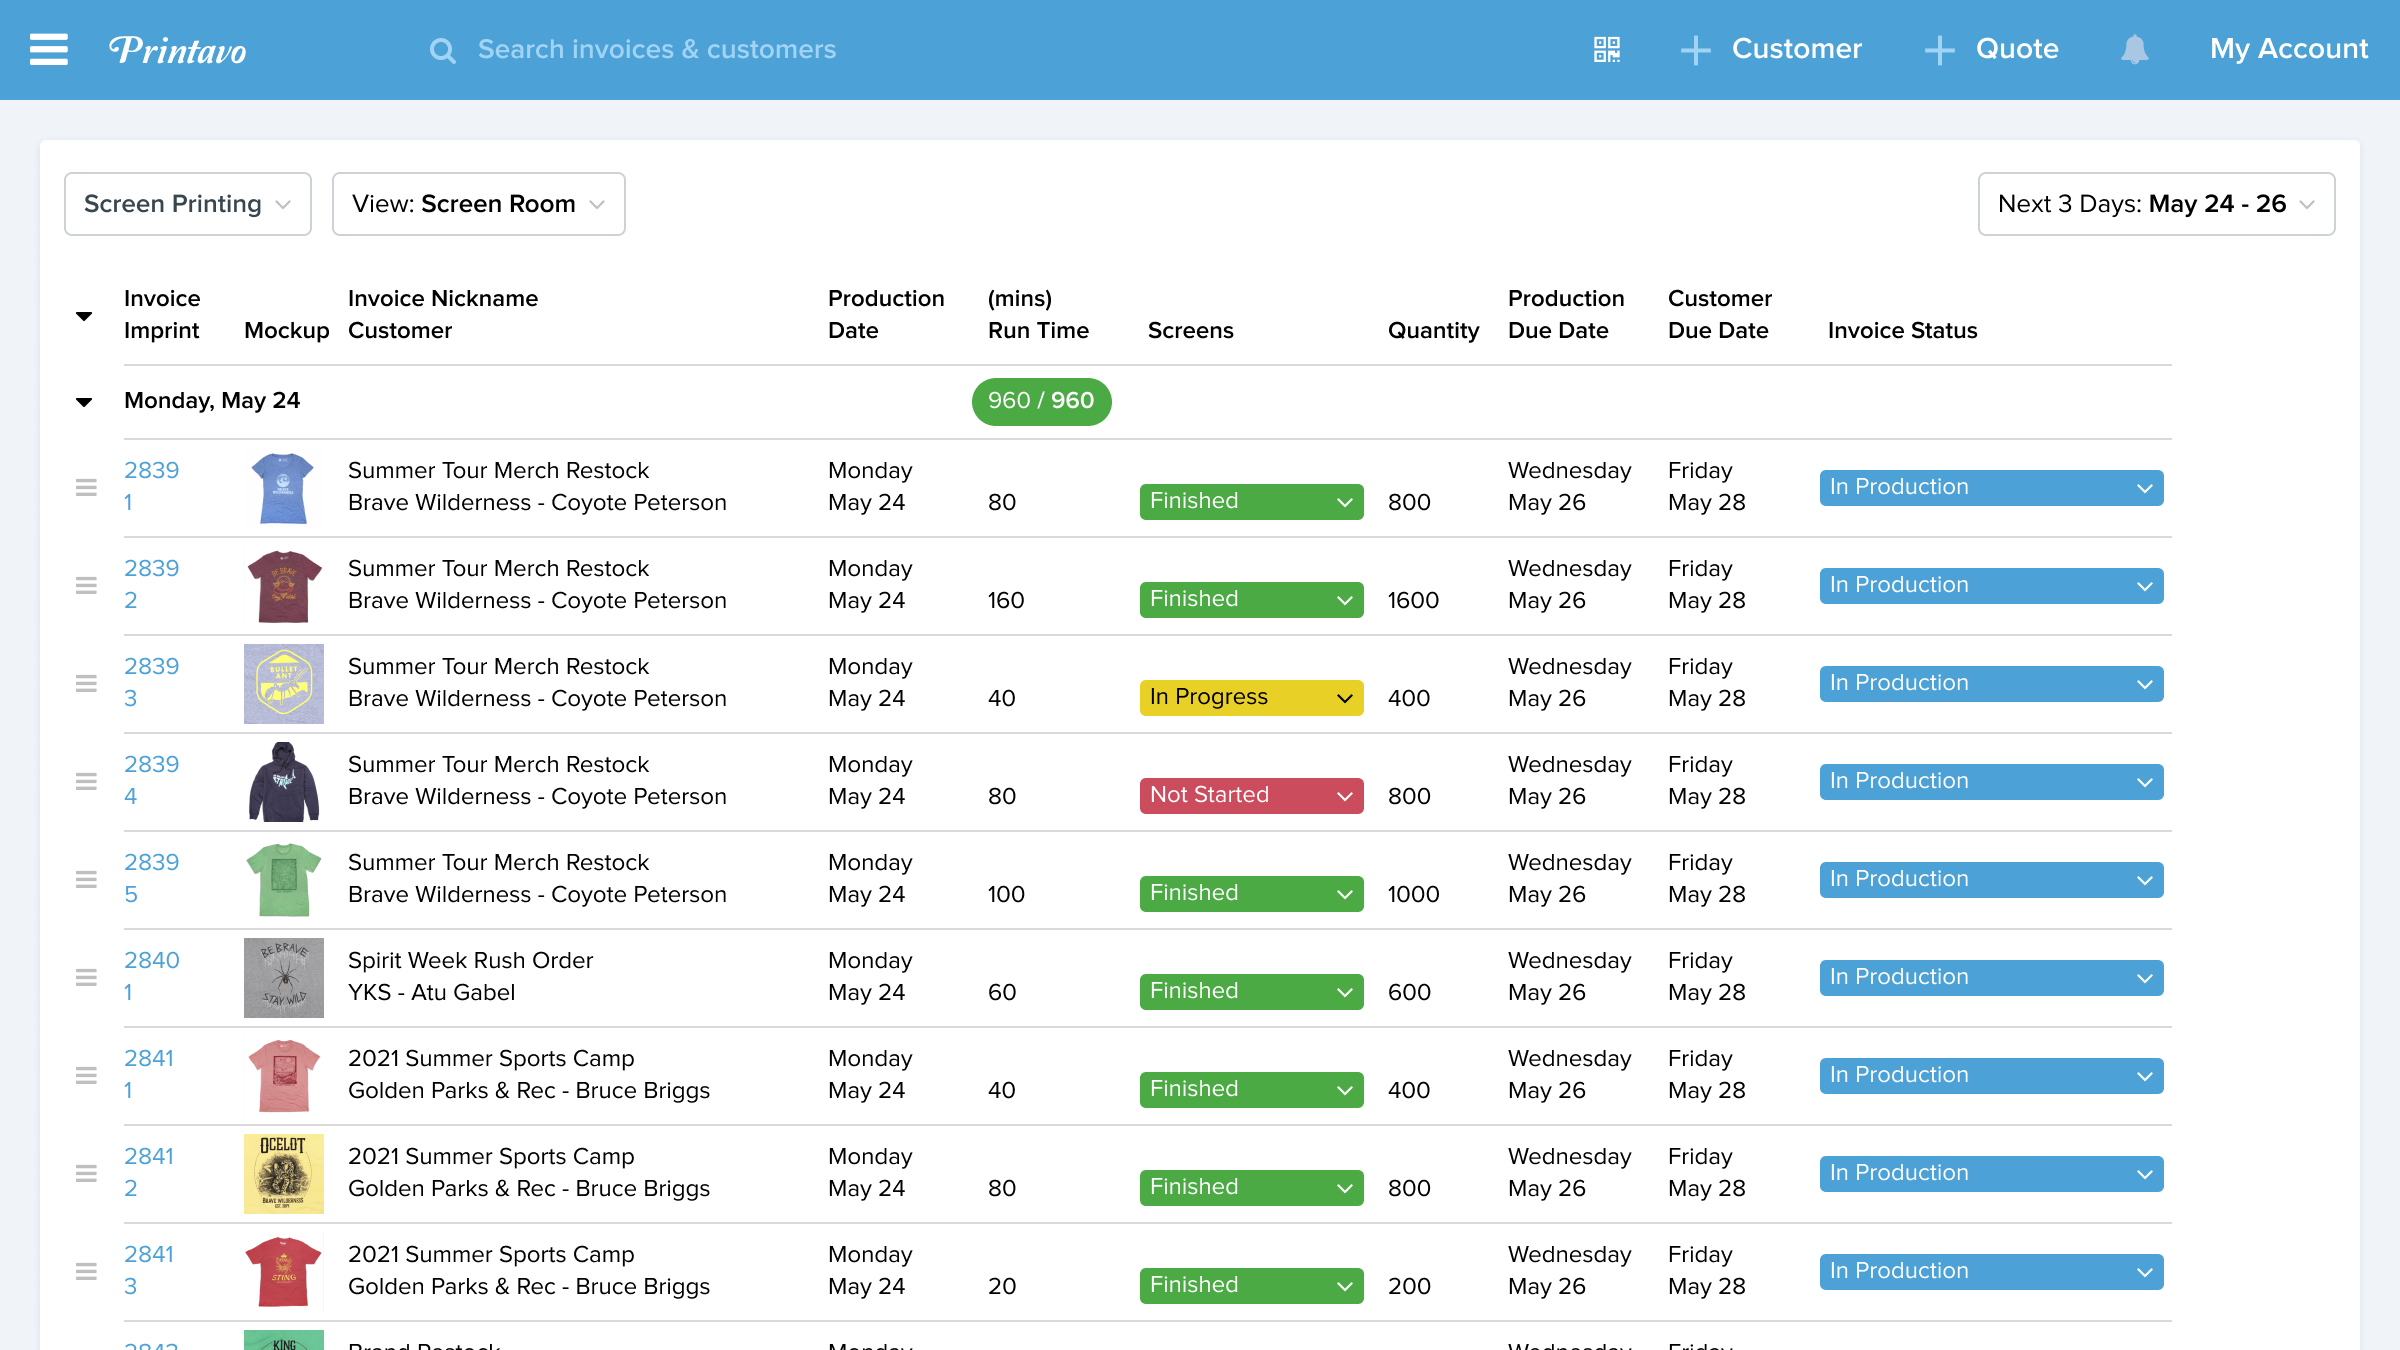 Printavo
Search invoices & customers
Customer
Quote
My Account
Screen Printing
View: Screen Room
Next 3 Days: May 24 - 26
Invoice
Imprint
Mockup
Invoice Nickname
Customer
Production
Date
(mins)
Run Time
Screens
Quantity
Production
Due Date
Customer
Due Date
Invoice Status
Monday, May 24
960 / 960
2839 Summer Tour Merch Restock Monday Wednesday Friday In Production
1 Brave Wilderness - Coyote Peterson May 24 80 Finished 800 May 26 May 28
2839 Summer Tour Merch Restock Monday Wednesday Friday In Production
2 BE BRAVE Brave Wilderness - Coyote Peterson May 24 160 Finished 1600 May 26 May 28
2839 BULLET ANT Summer Tour Merch Restock Monday Wednesday Friday In Production
3 Brave Wilderness - Coyote Peterson May 24 40 In Progress 400 May 26 May 28
2839 Summer Tour Merch Restock Monday Wednesday Friday In Production
4 Brave Wilderness - Coyote Peterson May 24 80 Not Started 800 May 26 May 28
2839 Summer Tour Merch Restock Monday Wednesday Friday In Production
5 Brave Wilderness - Coyote Peterson May 24 100 Finished 1000 May 26 May 28
2840 BE BRAVE Spirit Week Rush Order Monday Wednesday Friday In Production
1 STAY WILD YKS - Atu Gabel May 24 60 Finished 600 May 26 May 28
2841 2021 Summer Sports Camp Monday Wednesday Friday In Production
1 Golden Parks & Rec - Bruce Briggs May 24 40 Finished 400 May 26 May 28
2841 OCELOT 2021 Summer Sports Camp Monday Wednesday Friday In Production
2 BRAVE WILDERNESS Golden Parks & Rec - Bruce Briggs May 24 80 Finished 800 May 26 May 28
2841 2021 Summer Sports Camp Monday Wednesday Friday In Production
3 STING Golden Parks & Rec - Bruce Briggs May 24 20 Finished 200 May 26 May 28
KING Brand Restock Monday Wednesday Friday